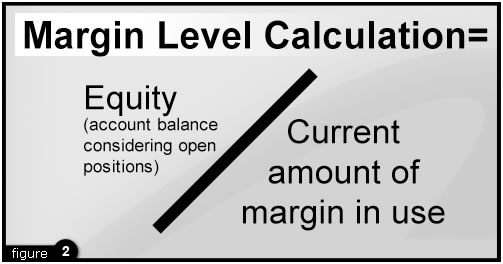 Margin Level Calculation=
Equity
(account balance
considering open
positions)
Current
amount of
margin in use
figure 2